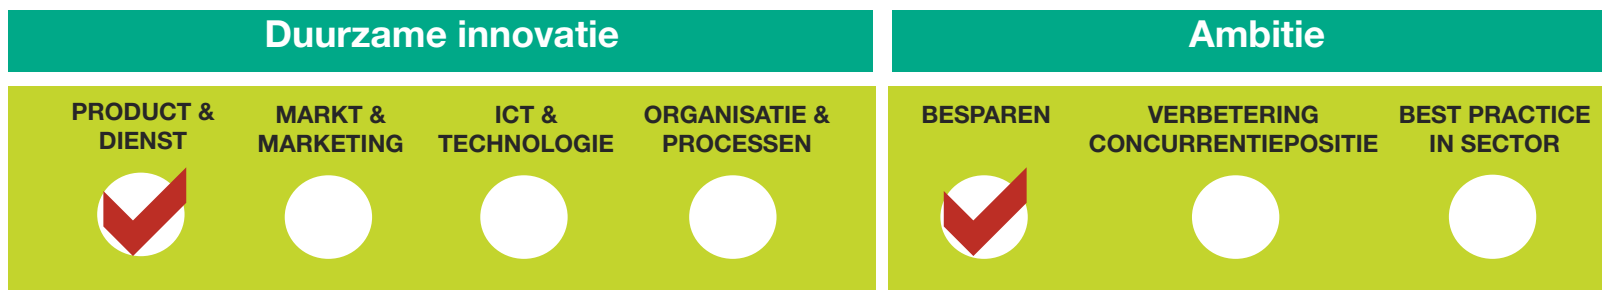 Duurzame innovatie
PRODUCT &
DIENST
MARKT &
MARKETING
ICT &
TECHNOLOGIE
ORGANISATIE &
PROCESSEN
Ambitie
BESPAREN
VERBETERING
CONCURRENTIEPOSITIE
BEST PRACTICE
IN SECTOR